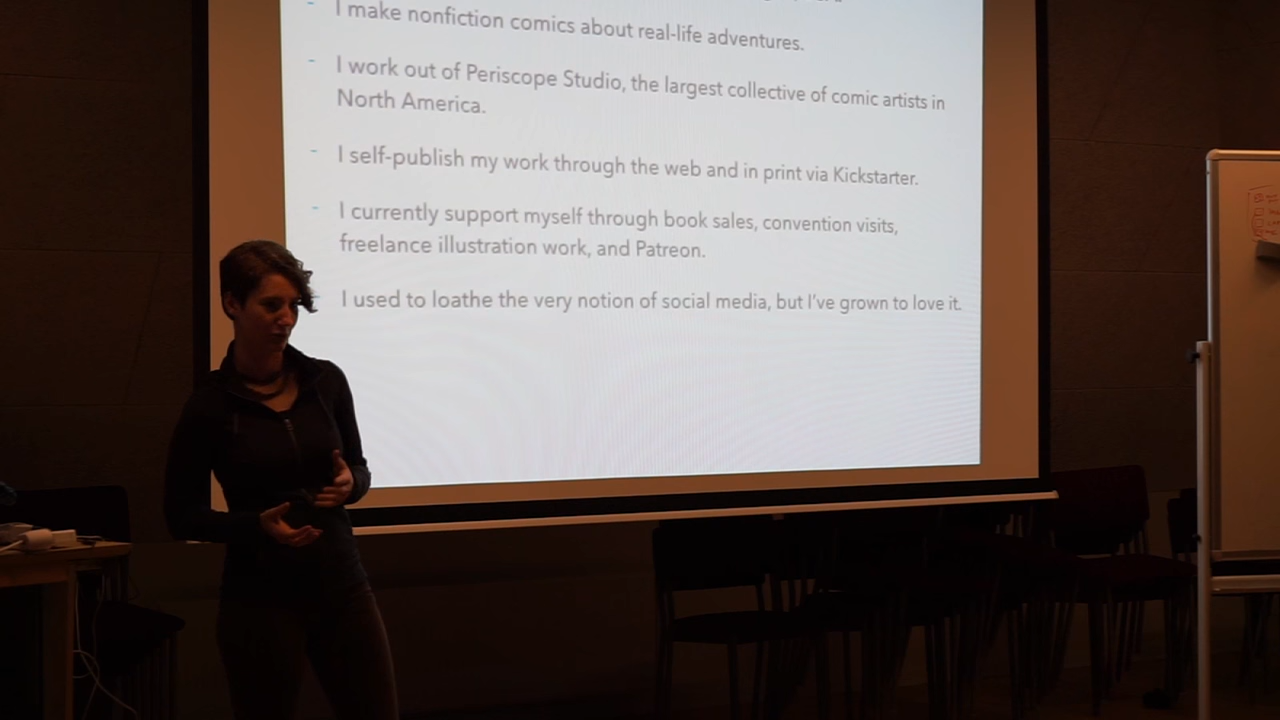 - I make nonfiction comics about real-life adventures.
- I work out of Periscope Studio, the largest collective of comic artists in
North America.
- I self-publish my work through the web and in print via Kickstarter.
- I currently support myself through book sales, convention visits,
freelance illustration work, and Patreon.
I used to loathe the very notion of social media, but I've grown to love it.